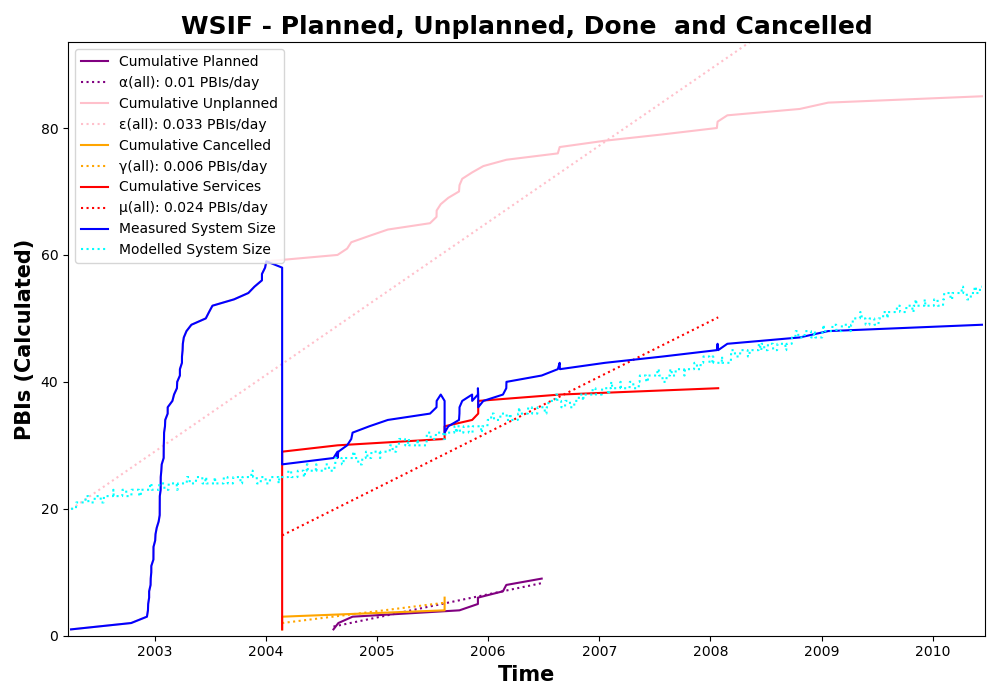 WSIF - Planned, Unplanned, Done  and Cancelled
Cumulative Planned
α(all): 0.01 PBIs/day
Cumulative Unplanned
ε(all): 0.033 PBIs/day
Cumulative Cancelled
γ(all): 0.006 PBIs/day
Cumulative Services
μ(all): 0.024 PBIs/day
Measured System Size
Modelled System Size
PBIs (Calculated)
80
60
40
20
0
2003 2004 2005 2006 2007 2008 2009 2010
Time